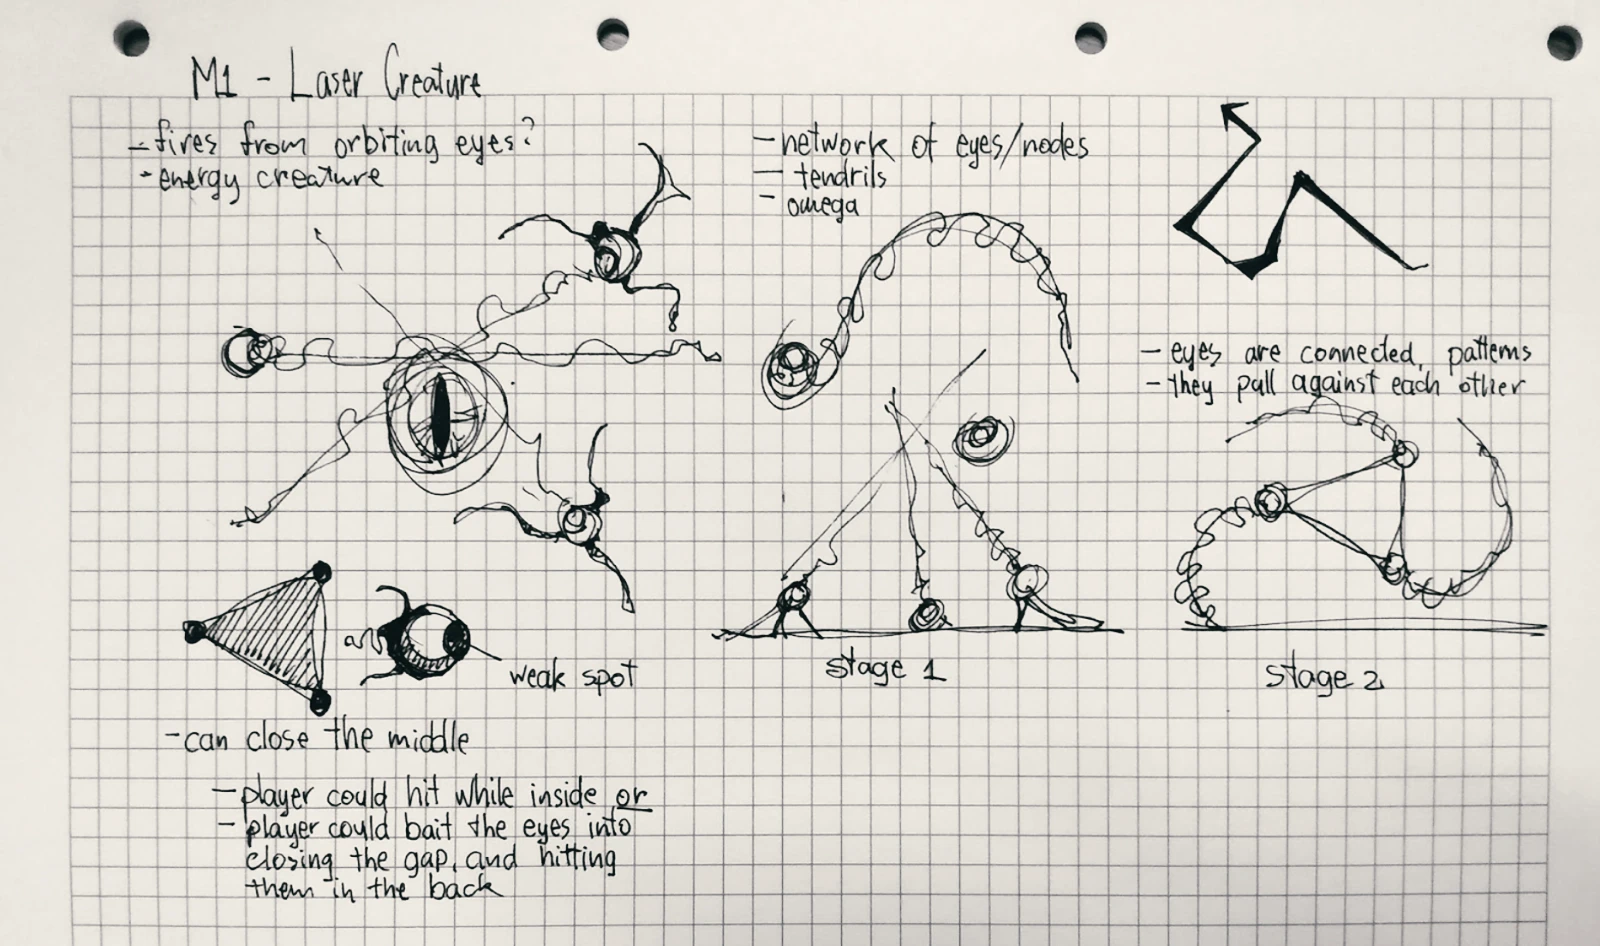 M1 - Laser Creature
- fires from orbiting eyes?
- energy creature
- network of eyes/nodes
- tendrils
- omega
- eyes are connected, patterns
- they pall against each other
weak spot
stage 1
stage 2
- can close the middle
- player could hit while inside or
- player could bait the eyes into
closing the gap, and hitting
them in the back